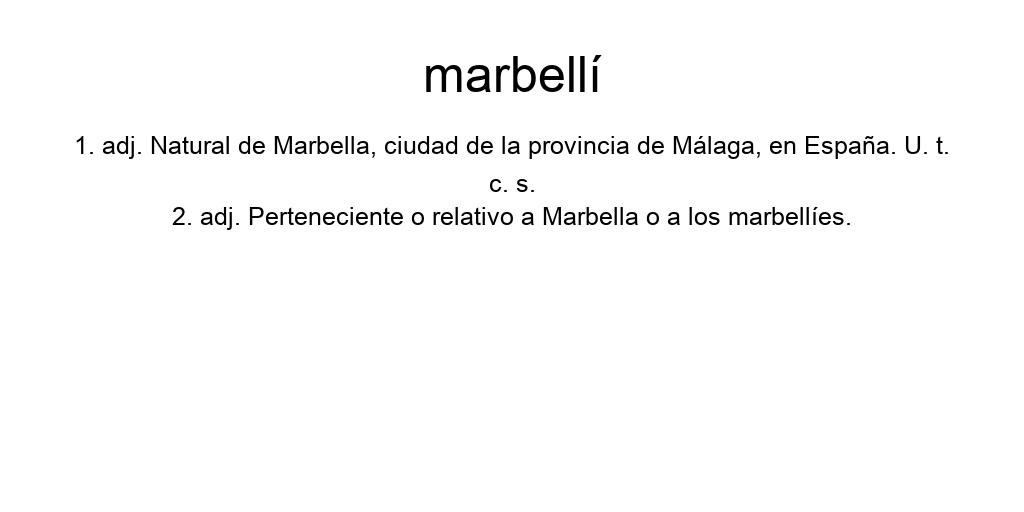 marbellí
1. adj. Natural de Marbella, ciudad de la provincia de Málaga, en España. U. t.
c. s.
2. adj. Perteneciente o relativo a Marbella o a los marbellíes.